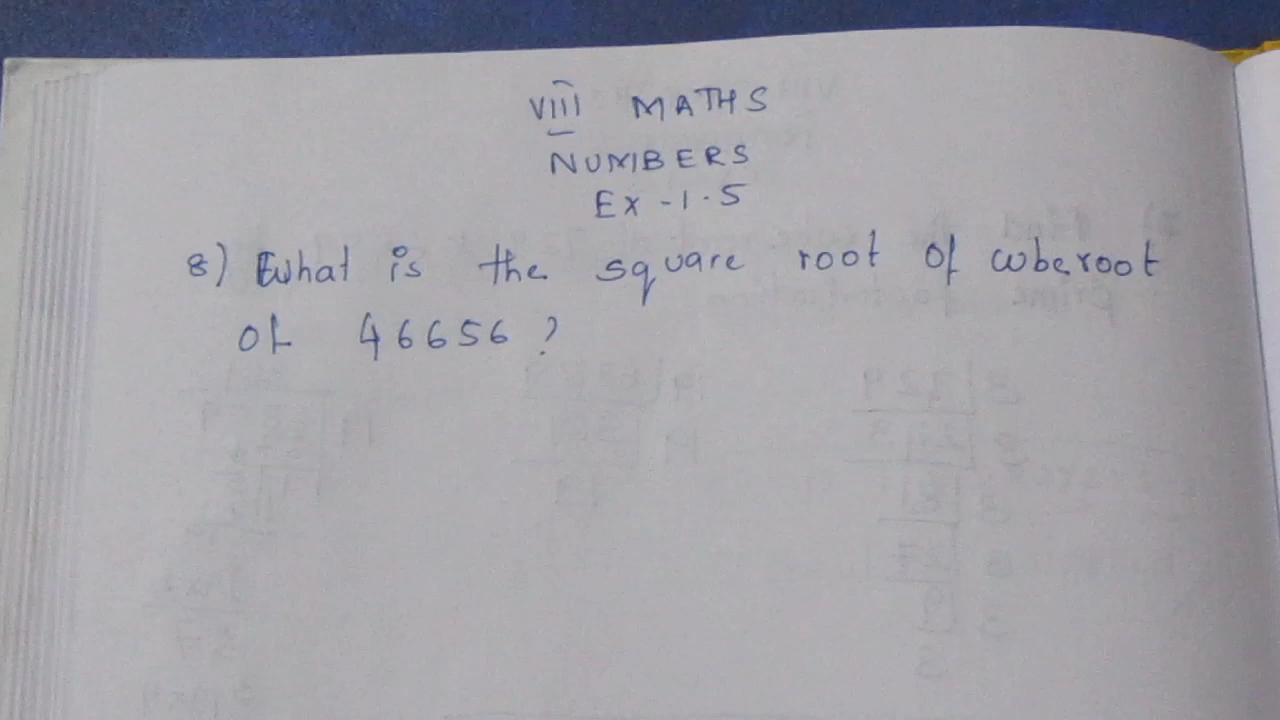 VIII MATHS
NUMBERS
Ex - 1.5
8) What is the square root of cuberoot
of 46656?